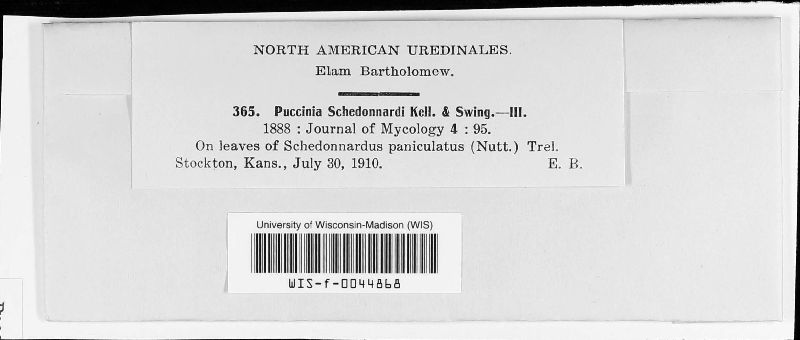 NORTH AMERICAN UREDINALES.
Elam Bartholomew.
365. Puccinia Schedonnardi Kell. & Swing.—III.
1888 : Journal of Mycology 4 : 95.
On leaves of Schedonnardus paniculatus (Nutt.) Trel.
Stockton, Kans., July 30, 1910. E. B.
University of Wisconsin-Madison (WIS)
WIS-f-0044868